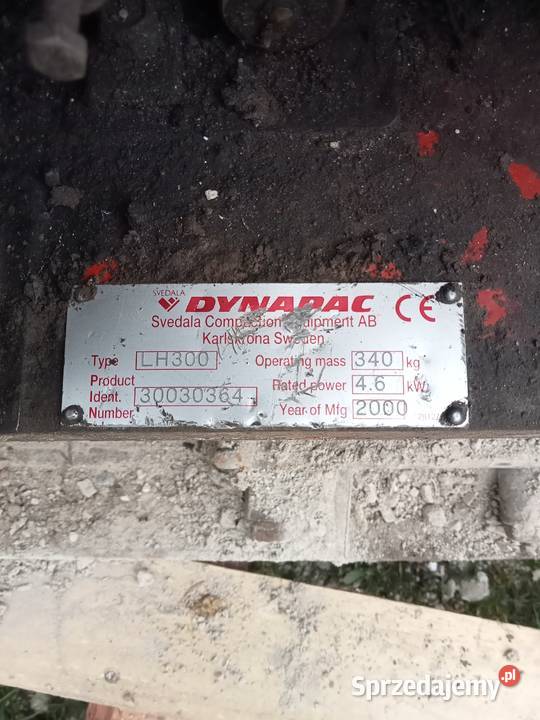 SVEDALA
DYNAPAC CE
Svedala Compaction Equipment AB
Karlskrona Sweden
Type LH300 Operating mass 340 kg
Product Ident. Number 30030364 Rated power 4.6 kW
Year of Mfg 2000
Sprzedajemy.pl